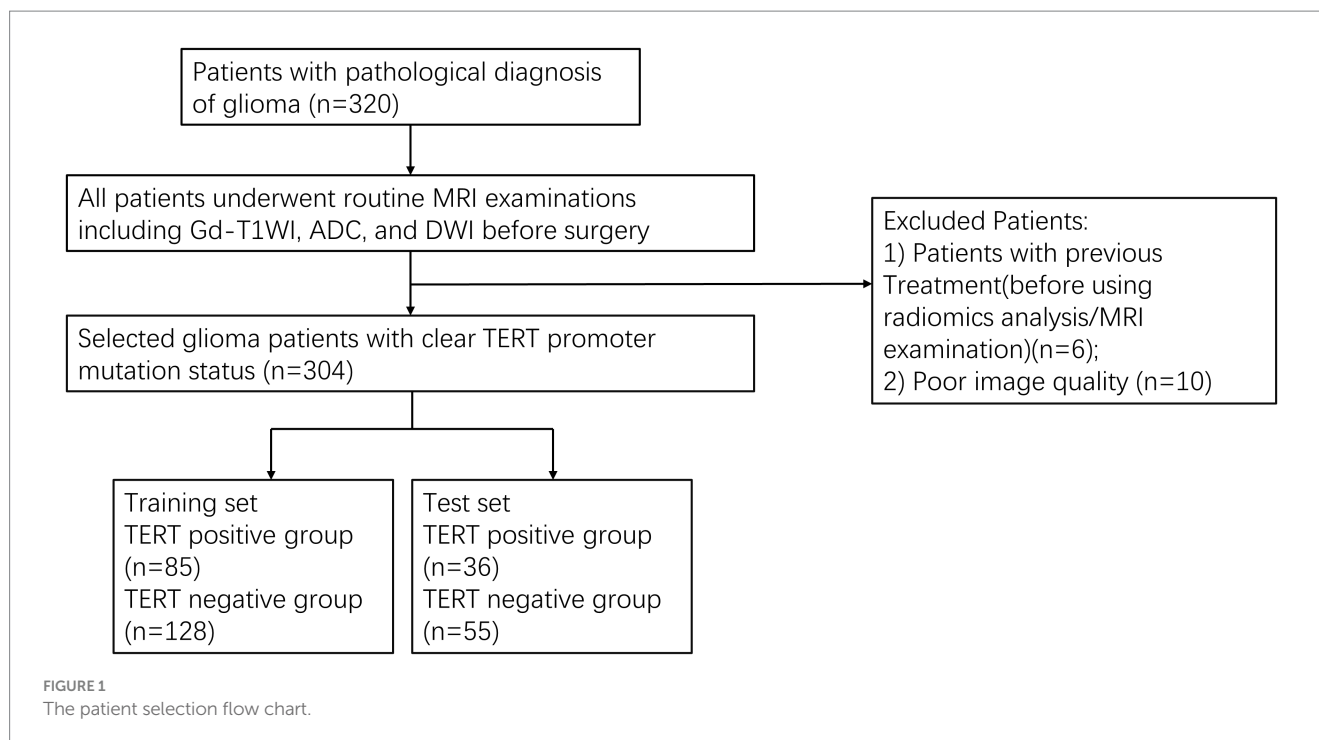 Patients with pathological diagnosis
of glioma (n=320)
All patients underwent routine MRI examinations
including Gd-T1WI, ADC, and DWI before surgery
Excluded Patients:
1) Patients with previous
Treatment(before using
radiomics analysis/MRI
examination)(n=6);
2) Poor image quality (n=10)
Selected glioma patients with clear TERT promoter
mutation status (n=304)
Training set
TERT positive group
(n=85)
TERT negative group
(n=128)
Test set
TERT positive group
(n=36)
TERT negative group
(n=55)
FIGURE 1
The patient selection flow chart.